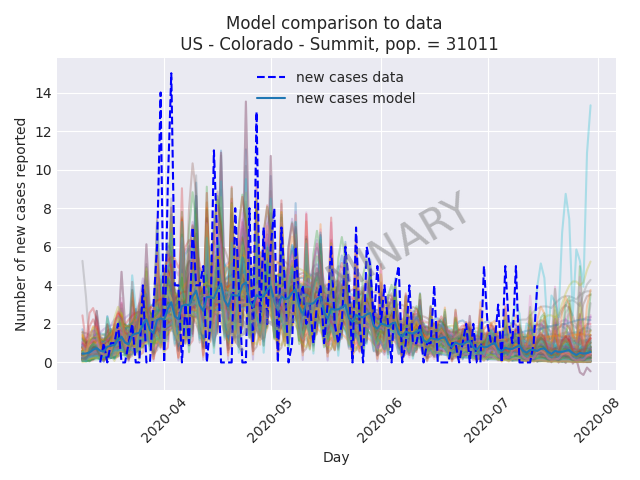 Model comparison to data
US - Colorado - Summit, pop. = 31011
new cases data
new cases model
Number of new cases reported
14
12
10
8
6
4
2
0
2020-04
2020-05
2020-06
2020-07
2020-08
Day